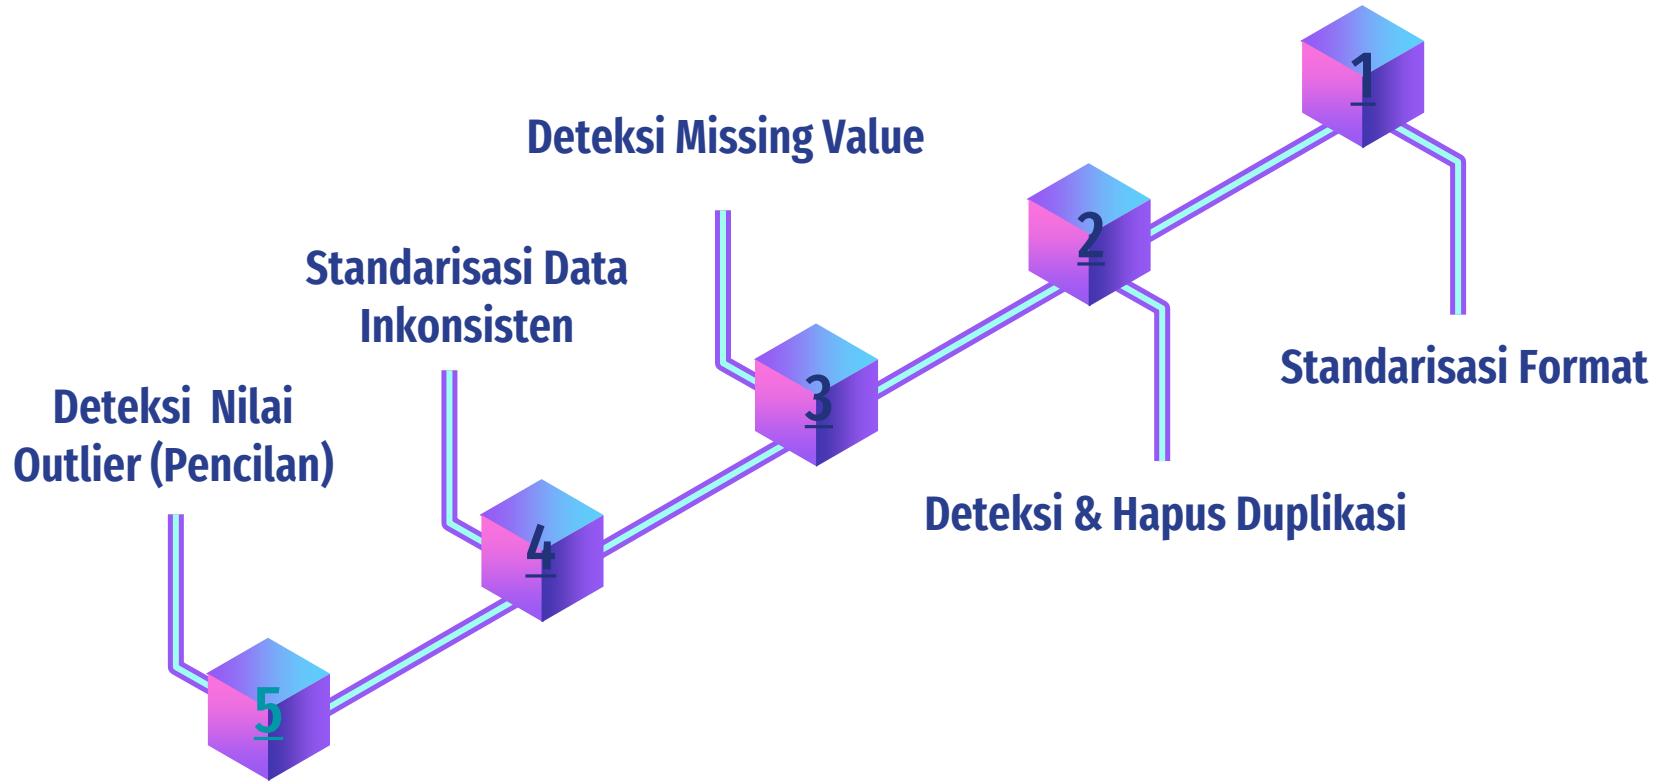 1
Standarisasi Format
2
Deteksi & Hapus Duplikasi
Deteksi Missing Value
3
Standarisasi Data
Inkonsisten
4
Deteksi  Nilai
Outlier (Pencilan)
5